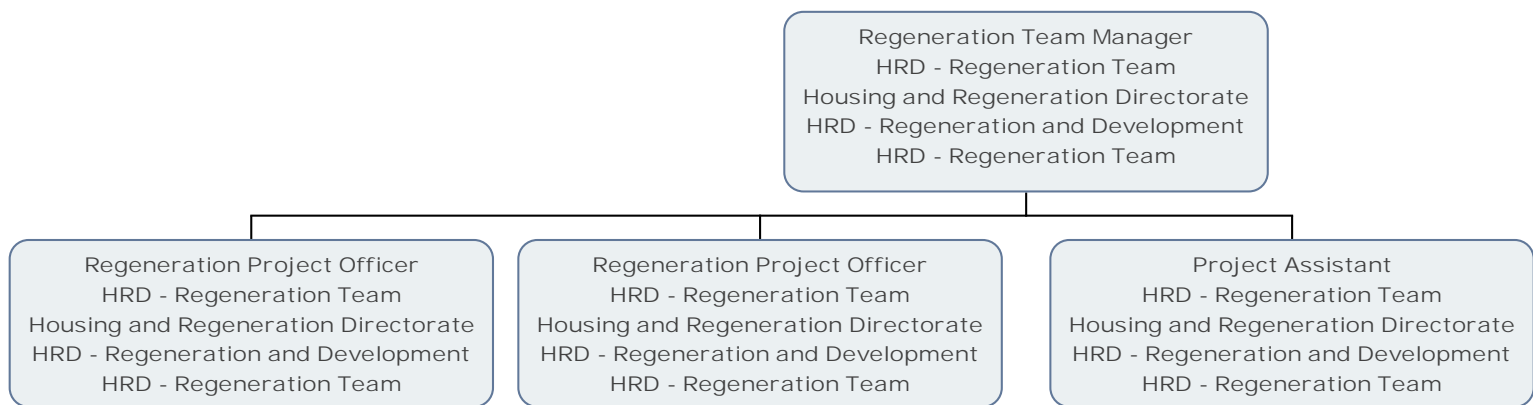 Regeneration Team Manager
HRD - Regeneration Team
Housing and Regeneration Directorate
HRD - Regeneration and Development
HRD - Regeneration Team
Regeneration Project Officer
HRD - Regeneration Team
Housing and Regeneration Directorate
HRD - Regeneration and Development
HRD - Regeneration Team
Regeneration Project Officer
HRD - Regeneration Team
Housing and Regeneration Directorate
HRD - Regeneration and Development
HRD - Regeneration Team
Project Assistant
HRD - Regeneration Team
Housing and Regeneration Directorate
HRD - Regeneration and Development
HRD - Regeneration Team